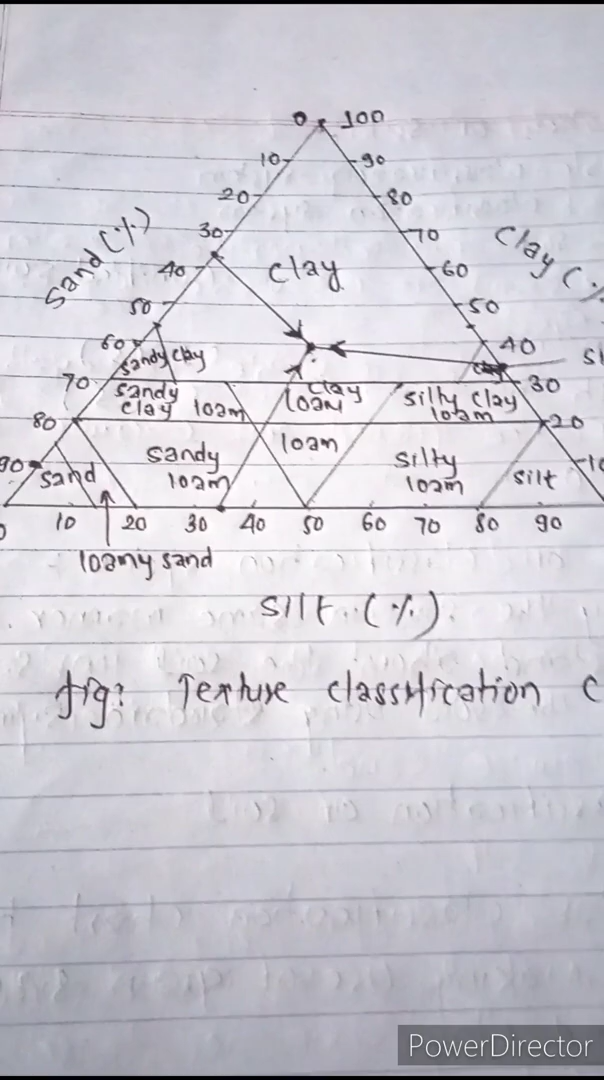 0 100
10 90
20 80
30 70
Sand (%)
Clay (%
40 Clay 60
50 50
60 40
sandy clay
70 30
sandy clay loam
clay loam
silty clay loam
80 20
90 10
sand
sandy loam
loam
silty loam
silt
0 10 20 30 40 50 60 70 80 90
loamy sand
Silt (%)
fig: Texture classification c
PowerDirector